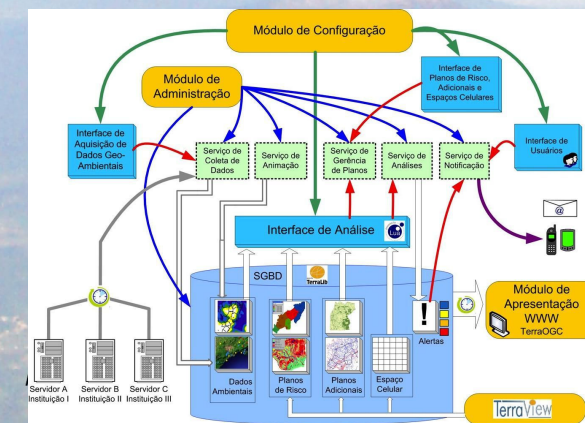 Módulo de Configuração
Módulo de
Administração
Interface de
Planos de Risco,
Adicionais e
Espaços Celulares
Interface de
Aquisição de
Dados Geo-
Ambientais
Serviço de
Coleta de
Dados
Serviço de
Animação
Serviço de
Gerência
de Planos
Serviço de
Análises
Serviço de
Notificação
Interface de
Usuários
Interface de Análise
Lua
@
SGBD
TerraLib
!
Alertas
Módulo de
Apresentação
WWW
TerraOGC
Dados
Ambientais
Planos
de Risco
Planos
Adicionais
Espaço
Celular
Servidor A
Instituição I
Servidor B
Instituição II
Servidor C
Instituição III
TerraView